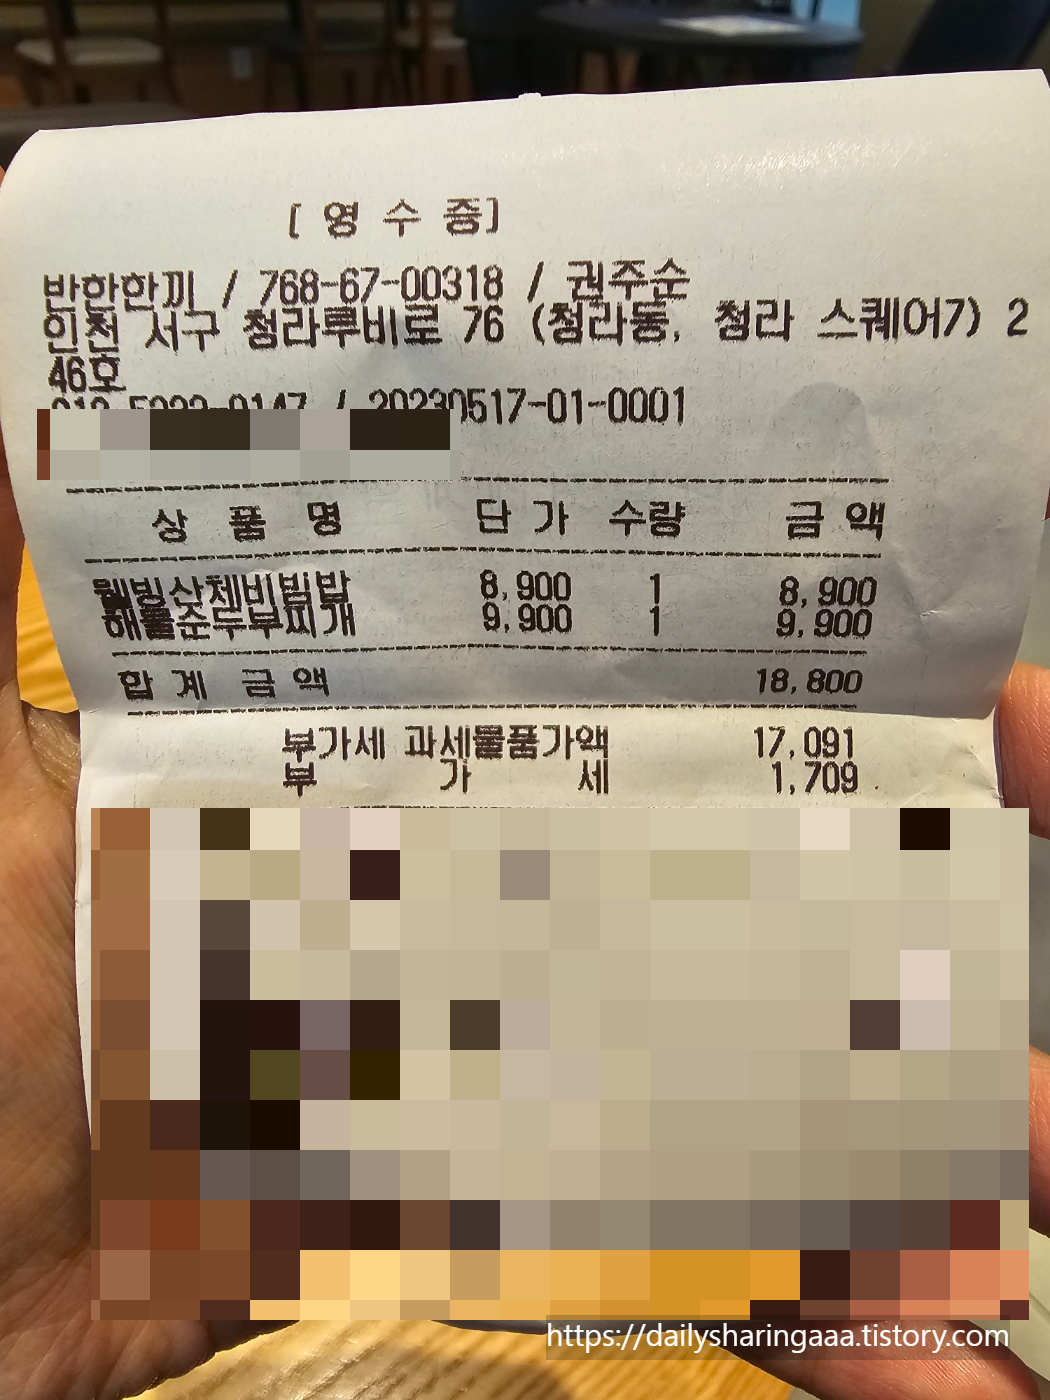 [ 영 수 증]
반한한끼 / 768-67-00318 / 권주순
인천 서구 청라루비로 76 (청라동, 청라 스퀘어7) 2
46호
/ 20230517-01-0001
상 품 명 단 가 수량 금 액
웰빙산채비빔밥 8,900 1 8,900
해물순두부찌개 9,900 1 9,900
합 계 금 액 18,800
부가세 과세물품가액 17,091
부 가 세 1,709
https://dailysharingaaa.tistory.com